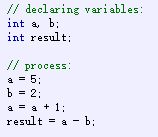 // declaring variables:
int a, b;
int result;
// process:
a = 5;
b = 2;
a = a + 1;
result = a - b;